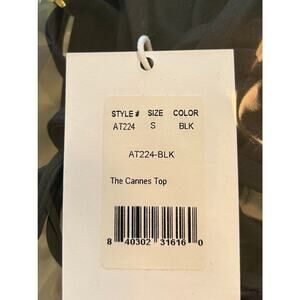 STYLE # SIZE COLOR
AT224 S BLK
AT224-BLK
The Cannes Top
8 40302 31616 0